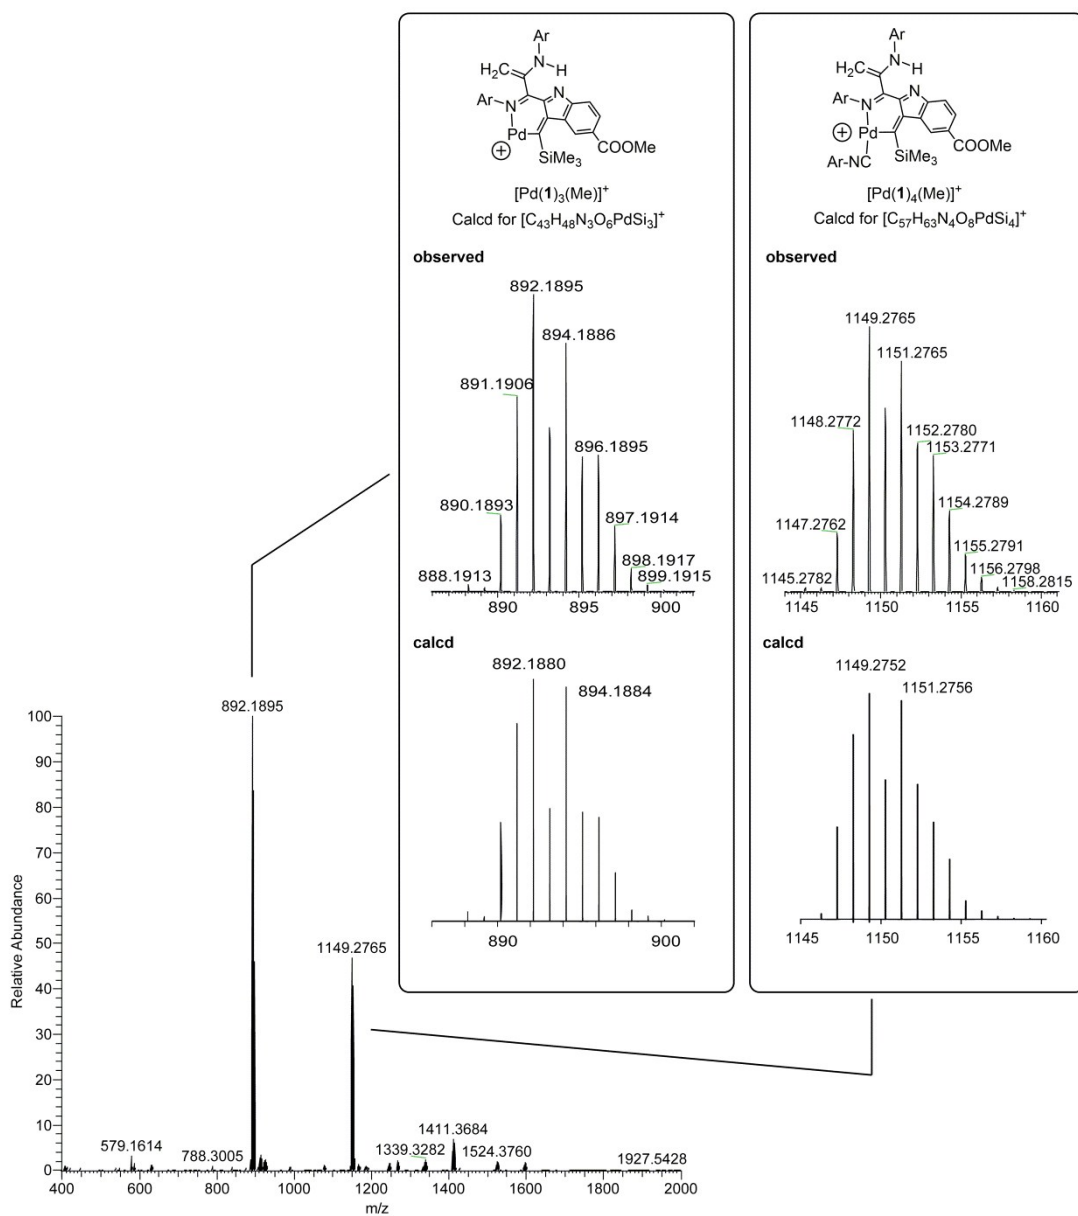 Ar
N
H
H₂C
N
Ar
N
Pd
⊕
SiMe₃
COOMe
[Pd(1)₃(Me)]⁺
Calcd for [C₄₃H₄₈N₃O₆PdSi₃]⁺
observed
892.1895
894.1886
891.1906
896.1895
890.1893
897.1914
898.1917
888.1913
899.1915
890 895 900
calcd
892.1880
894.1884
890 900
Ar
N
H
H₂C
N
Ar
N
⊕
Pd
Ar-NC
SiMe₃
COOMe
[Pd(1)₄(Me)]⁺
Calcd for [C₅₇H₆₃N₄O₈PdSi₄]⁺
observed
1149.2765
1151.2765
1148.2772
1152.2780
1153.2771
1154.2789
1147.2762
1155.2791
1156.2798
1145.2782
1158.2815
1145 1150 1155 1160
calcd
1149.2752
1151.2756
1145 1150 1155 1160
892.1895
1149.2765
1411.3684
579.1614
788.3005
1339.3282
1524.3760
1927.5428
100
90
80
70
60
50
40
30
20
10
0
Relative Abundance
400 600 800 1000 1200 1400 1600 1800 2000
m/z